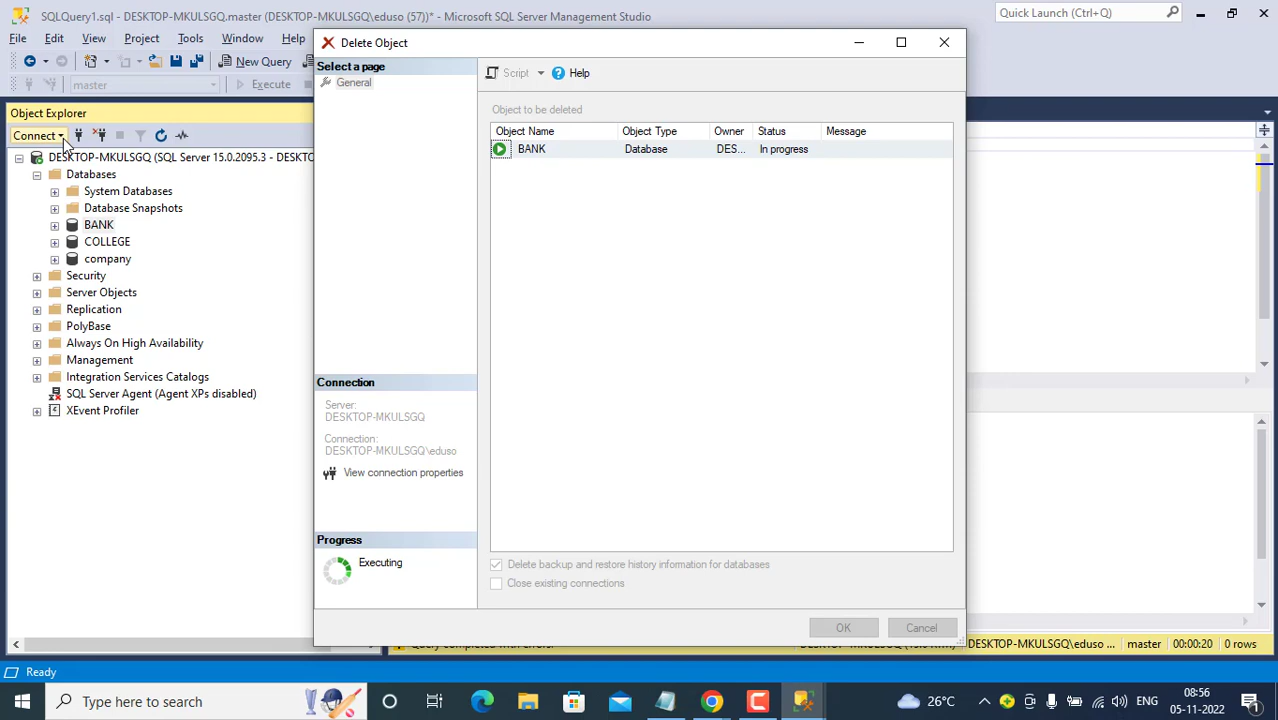 SQLQuery1.sql - DESKTOP-MKULSGQ.master (DESKTOP-MKULSGQ\eduso (57))* - Microsoft SQL Server Management Studio
Quick Launch (Ctrl+Q)
File Edit View Project Tools Window Help
New Query
master
Execute
Object Explorer
Connect
DESKTOP-MKULSGQ (SQL Server 15.0.2095.3 - DESKTO
Databases
System Databases
Database Snapshots
BANK
COLLEGE
company
Security
Server Objects
Replication
PolyBase
Always On High Availability
Management
Integration Services Catalogs
SQL Server Agent (Agent XPs disabled)
XEvent Profiler
Delete Object
Select a page
General
Script
Help
Object to be deleted
Object Name Object Type Owner Status Message
BANK Database DES... In progress
Connection
Server:
DESKTOP-MKULSGQ
Connection:
DESKTOP-MKULSGQ\eduso
View connection properties
Progress
Executing
Delete backup and restore history information for databases
Close existing connections
OK Cancel
DESKTOP-MKULSGQ\eduso ... master 00:00:20 0 rows
Ready
Type here to search
26°C
ENG
08:56
05-11-2022
1